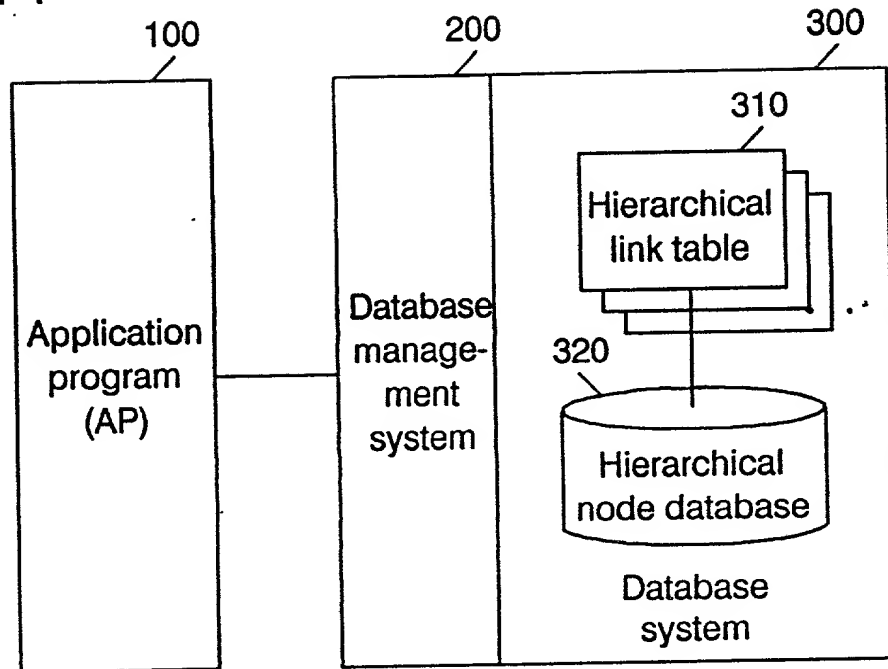 100
200
300
310
Hierarchical
link table
Application
program
(AP)
Database
manage-
ment
system
320
Hierarchical
node database
Database
system